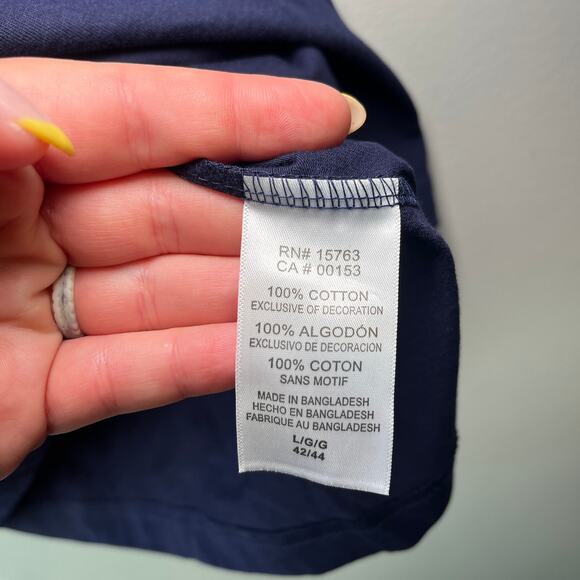 RN# 15763
CA # 00153
100% COTTON
EXCLUSIVE OF DECORATION
100% ALGODÓN
EXCLUSIVO DE DECORACION
100% COTON
SANS MOTIF
MADE IN BANGLADESH
HECHO EN BANGLADESH
FABRIQUE AU BANGLADESH
L/G/G
42/44